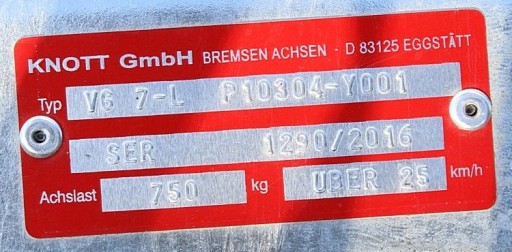 KNOTT GmbH BREMSEN ACHSEN - D 83125 EGGSTÄTT
Typ V6 7-L P10304-Y001
SER 1290/2016
Achslast 750 kg UBER 25 km/h